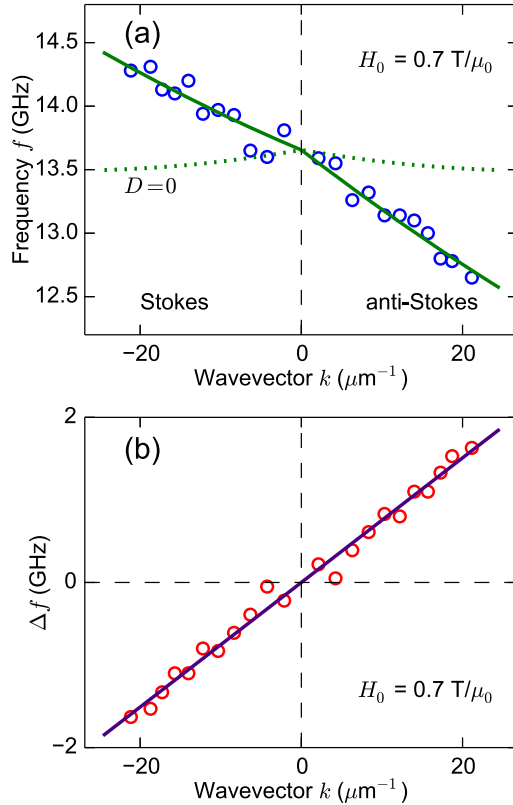 (a)
H₀ = 0.7 T/μ₀
14.5
14.0
13.5
13.0
12.5
Frequency f (GHz)
D=0
Stokes
anti-Stokes
−20
0
20
Wavevector k (μm⁻¹)
(b)
2
0
−2
Δf (GHz)
H₀ = 0.7 T/μ₀
−20
0
20
Wavevector k (μm⁻¹)